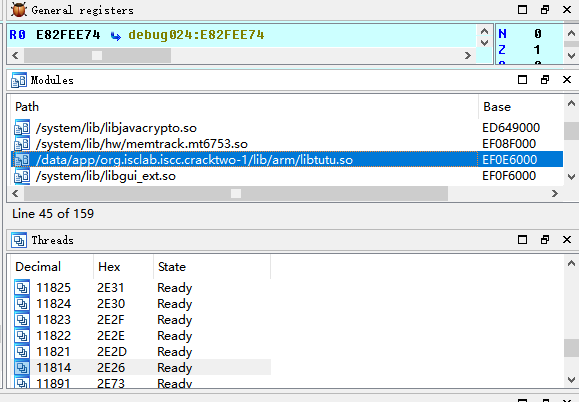 General registers
R0 E82FEE74 debug024:E82FEE74
N 0
Z 1
Modules
Path Base
/system/lib/libjavacrypto.so ED649000
/system/lib/hw/memtrack.mt6753.so EF08F000
/data/app/org.isclab.iscc.cracktwo-1/lib/arm/libtutu.so EF0E6000
/system/lib/libgui_ext.so EF0F6000
Line 45 of 159
Threads
Decimal Hex State
11825 2E31 Ready
11824 2E30 Ready
11823 2E2F Ready
11822 2E2E Ready
11821 2E2D Ready
11814 2E26 Ready
11891 2E73 Ready